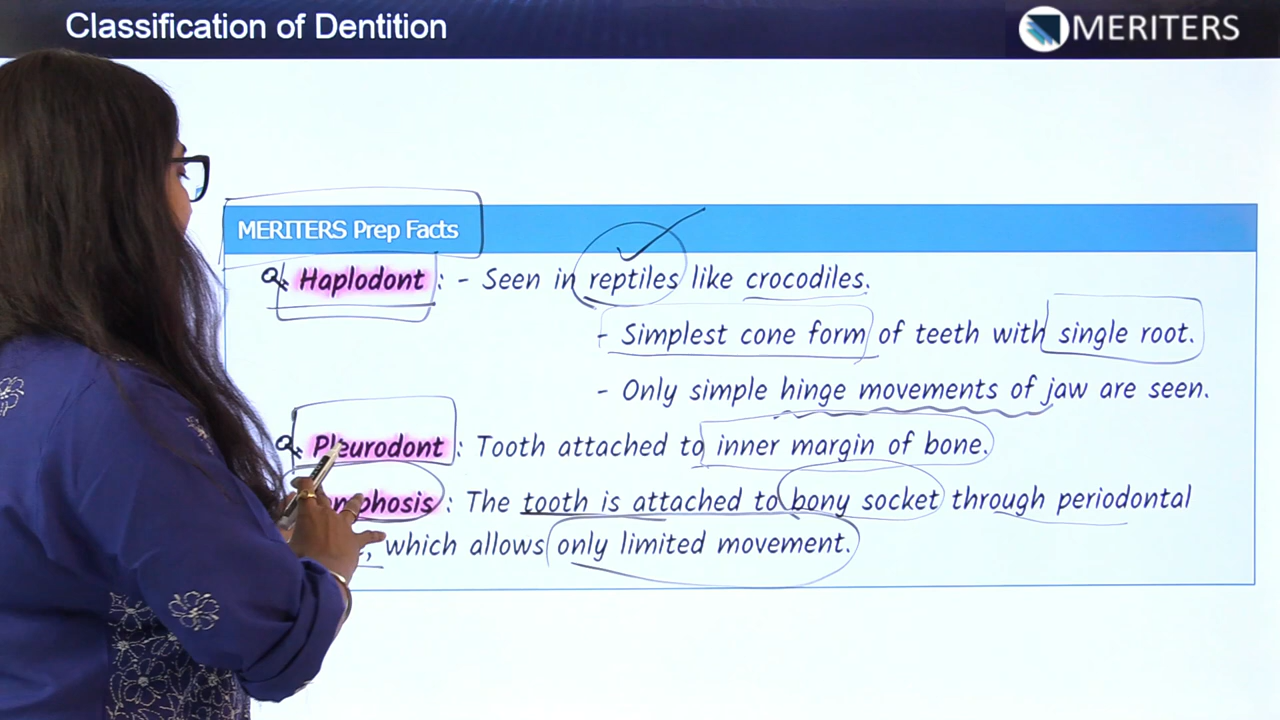 Classification of Dentition
MERITERS
MERITERS Prep Facts
Haplodont : - Seen in reptiles like crocodiles.
- Simplest cone form of teeth with single root.
- Only simple hinge movements of jaw are seen.
Pleurodont : Tooth attached to inner margin of bone.
: The tooth is attached to bony socket through periodontal
which allows only limited movement.